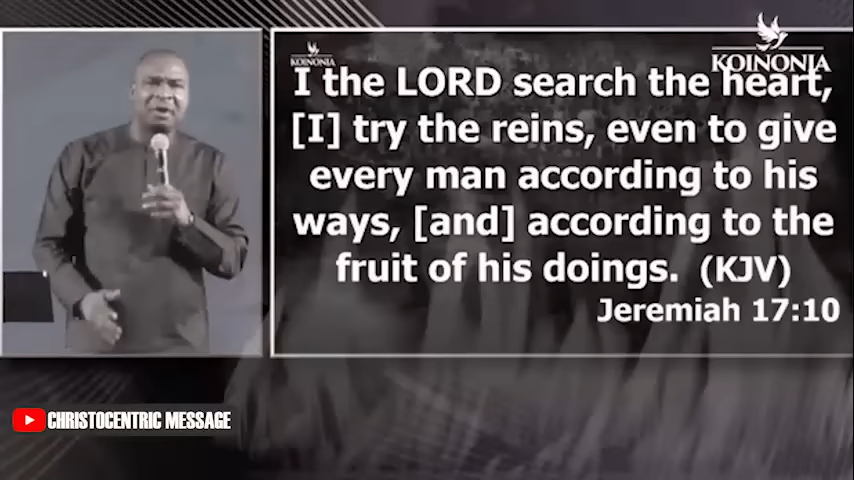 KOINONIA
KOINONIA
I the LORD search the heart,
[I] try the reins, even to give
every man according to his
ways, [and] according to the
fruit of his doings. (KJV)
Jeremiah 17:10
CHRISTOCENTRIC MESSAGE